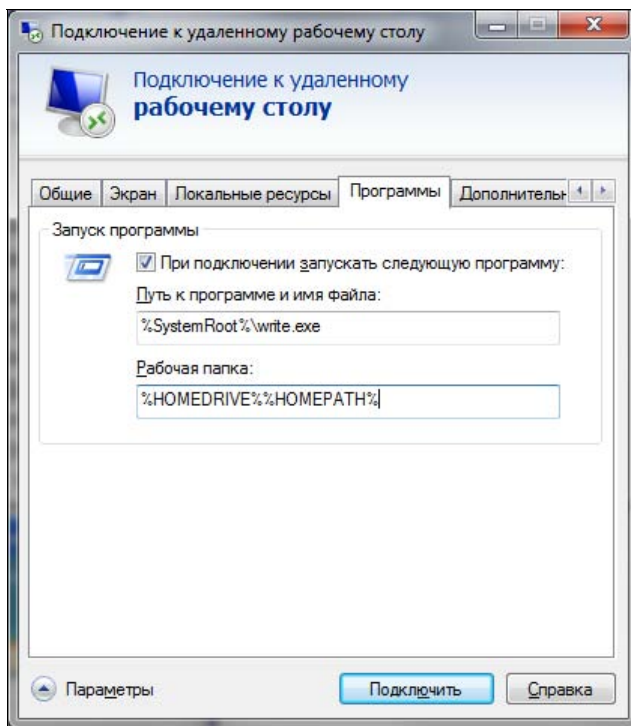 Подключение к удаленному рабочему столу
Подключение к удаленному
рабочему столу
Общие Экран Локальные ресурсы Программы Дополнительн
Запуск программы
При подключении запускать следующую программу:
Путь к программе и имя файла:
%SystemRoot%\write.exe
Рабочая папка:
%HOMEDRIVE%%HOMEPATH%
Параметры Подключить Справка